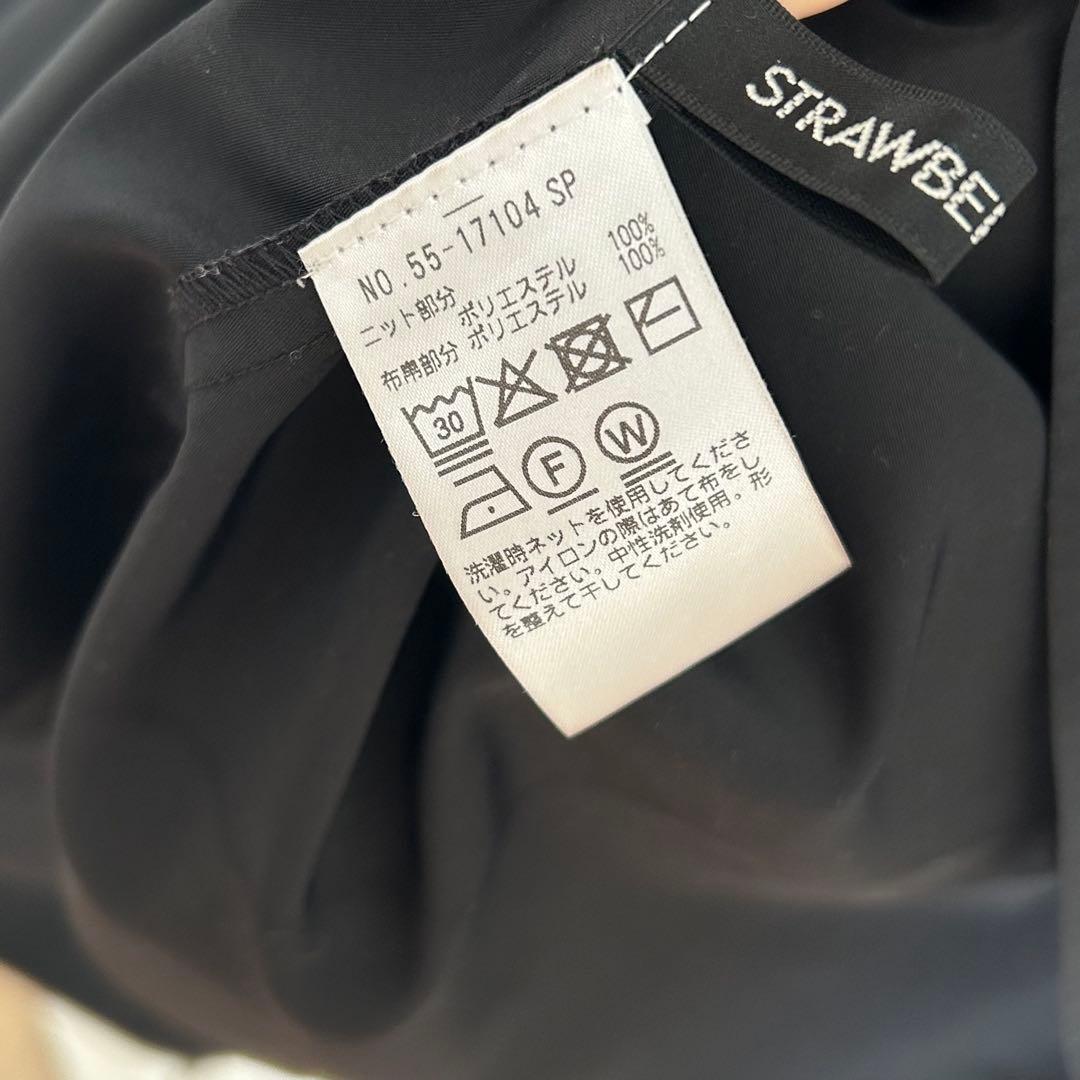 STRAWBE
NO.55-17104 SP
ニット部分 ポリエステル 100%
布帛部分 ポリエステル 100%
30
F W
洗濯時ネットを使用してくださ
い。アイロンの際はあて布をし
てください。中性洗剤使用。形
を整えて干してください。